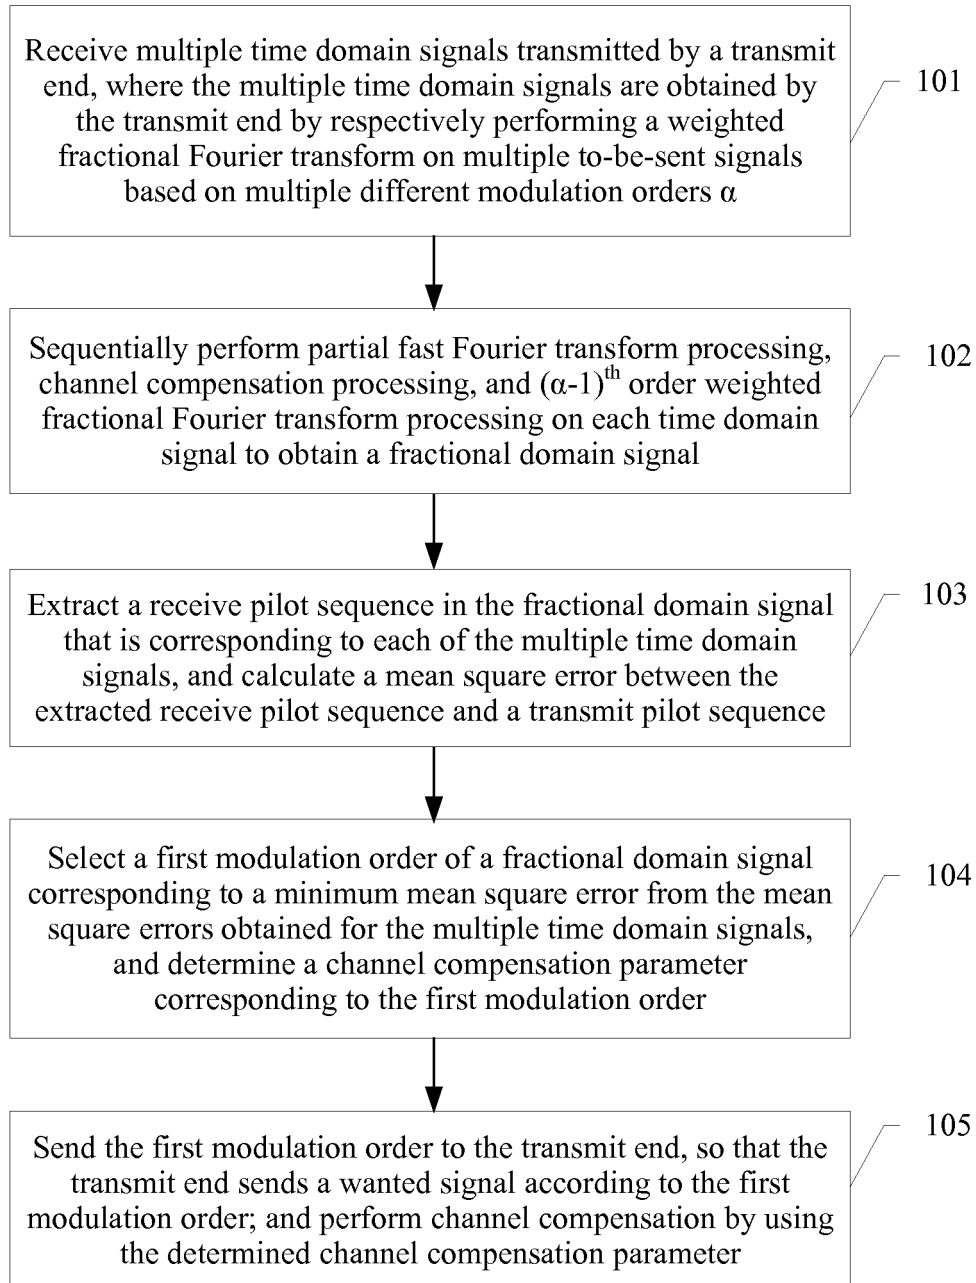 Receive multiple time domain signals transmitted by a transmit
end, where the multiple time domain signals are obtained by
the transmit end by respectively performing a weighted
fractional Fourier transform on multiple to-be-sent signals
based on multiple different modulation orders α
101
Sequentially perform partial fast Fourier transform processing,
channel compensation processing, and (α-1)th order weighted
fractional Fourier transform processing on each time domain
signal to obtain a fractional domain signal
102
Extract a receive pilot sequence in the fractional domain signal
that is corresponding to each of the multiple time domain
signals, and calculate a mean square error between the
extracted receive pilot sequence and a transmit pilot sequence
103
Select a first modulation order of a fractional domain signal
corresponding to a minimum mean square error from the mean
square errors obtained for the multiple time domain signals,
and determine a channel compensation parameter
corresponding to the first modulation order
104
Send the first modulation order to the transmit end, so that the
transmit end sends a wanted signal according to the first
modulation order; and perform channel compensation by using
the determined channel compensation parameter
105